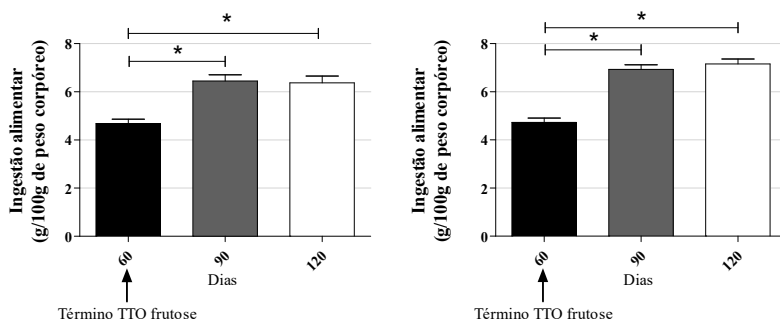 *
*
8
6
4
2
0
Ingestão alimentar
(g/100g de peso corpóreo)
60
90
120
Dias
Término TTO frutose
*
*
8
6
4
2
0
Ingestão alimentar
(g/100g de peso corpóreo)
60
90
120
Dias
Término TTO frutose